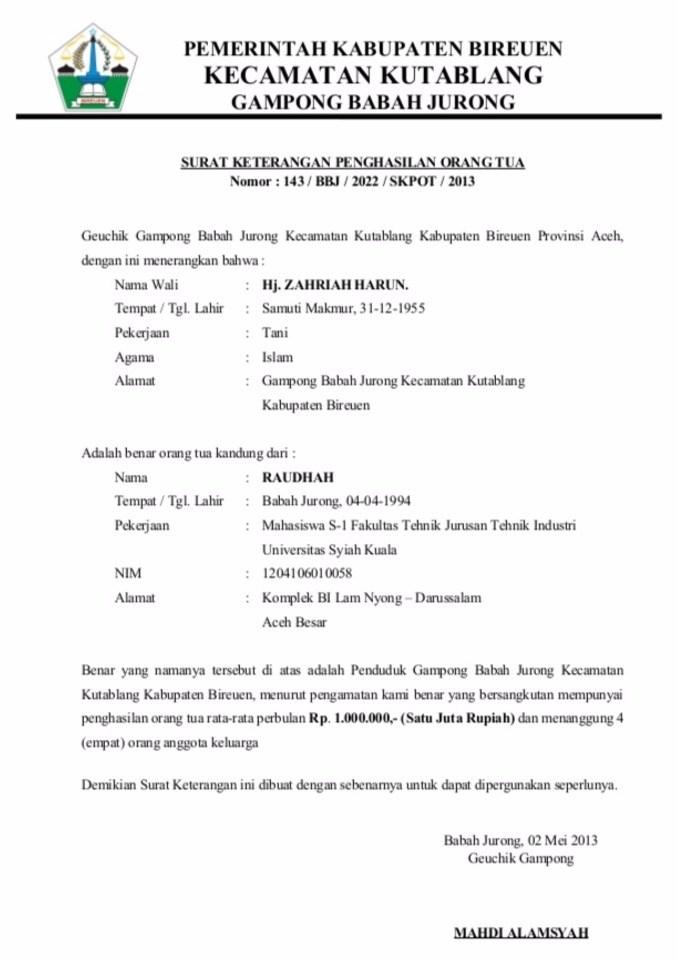 PEMERINTAH KABUPATEN BIREUEN
KECAMATAN KUTABLANG
GAMPONG BABAH JURONG
BIREUEN
SURAT KETERANGAN PENGHASILAN ORANG TUA
Nomor : 143 / BBJ / 2022 / SKPOT / 2013
Geuchik Gampong Babah Jurong Kecamatan Kutablang Kabupaten Bireuen Provinsi Aceh,
dengan ini menerangkan bahwa :
Nama Wali : Hj. ZAHRIAH HARUN.
Tempat / Tgl. Lahir : Samuti Makmur, 31-12-1955
Pekerjaan : Tani
Agama : Islam
Alamat : Gampong Babah Jurong Kecamatan Kutablang
Kabupaten Bireuen
Adalah benar orang tua kandung dari :
Nama : RAUDHAH
Tempat / Tgl. Lahir : Babah Jurong, 04-04-1994
Pekerjaan : Mahasiswa S-1 Fakultas Tehnik Jurusan Tehnik Industri
Universitas Syiah Kuala
NIM : 1204106010058
Alamat : Komplek BI Lam Nyong – Darussalam
Aceh Besar
Benar yang namanya tersebut di atas adalah Penduduk Gampong Babah Jurong Kecamatan
Kutablang Kabupaten Bireuen, menurut pengamatan kami benar yang bersangkutan mempunyai
penghasilan orang tua rata-rata perbulan Rp. 1.000.000,- (Satu Juta Rupiah) dan menanggung 4
(empat) orang anggota keluarga
Demikian Surat Keterangan ini dibuat dengan sebenarnya untuk dapat dipergunakan seperlunya.
Babah Jurong, 02 Mei 2013
Geuchik Gampong
MAHDI ALAMSYAH